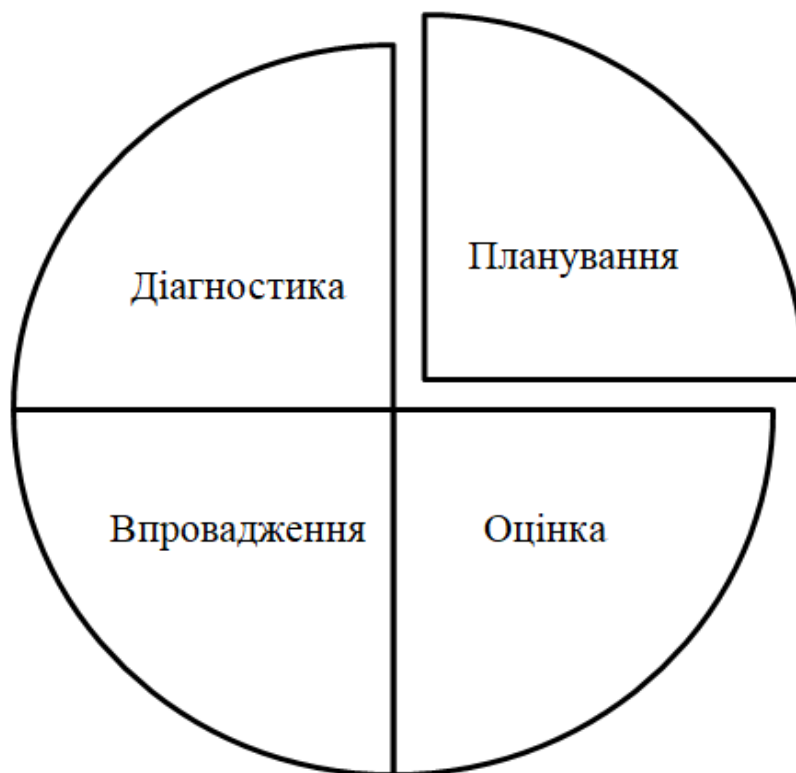 Планування
Діагностика
Впровадження
Оцінка